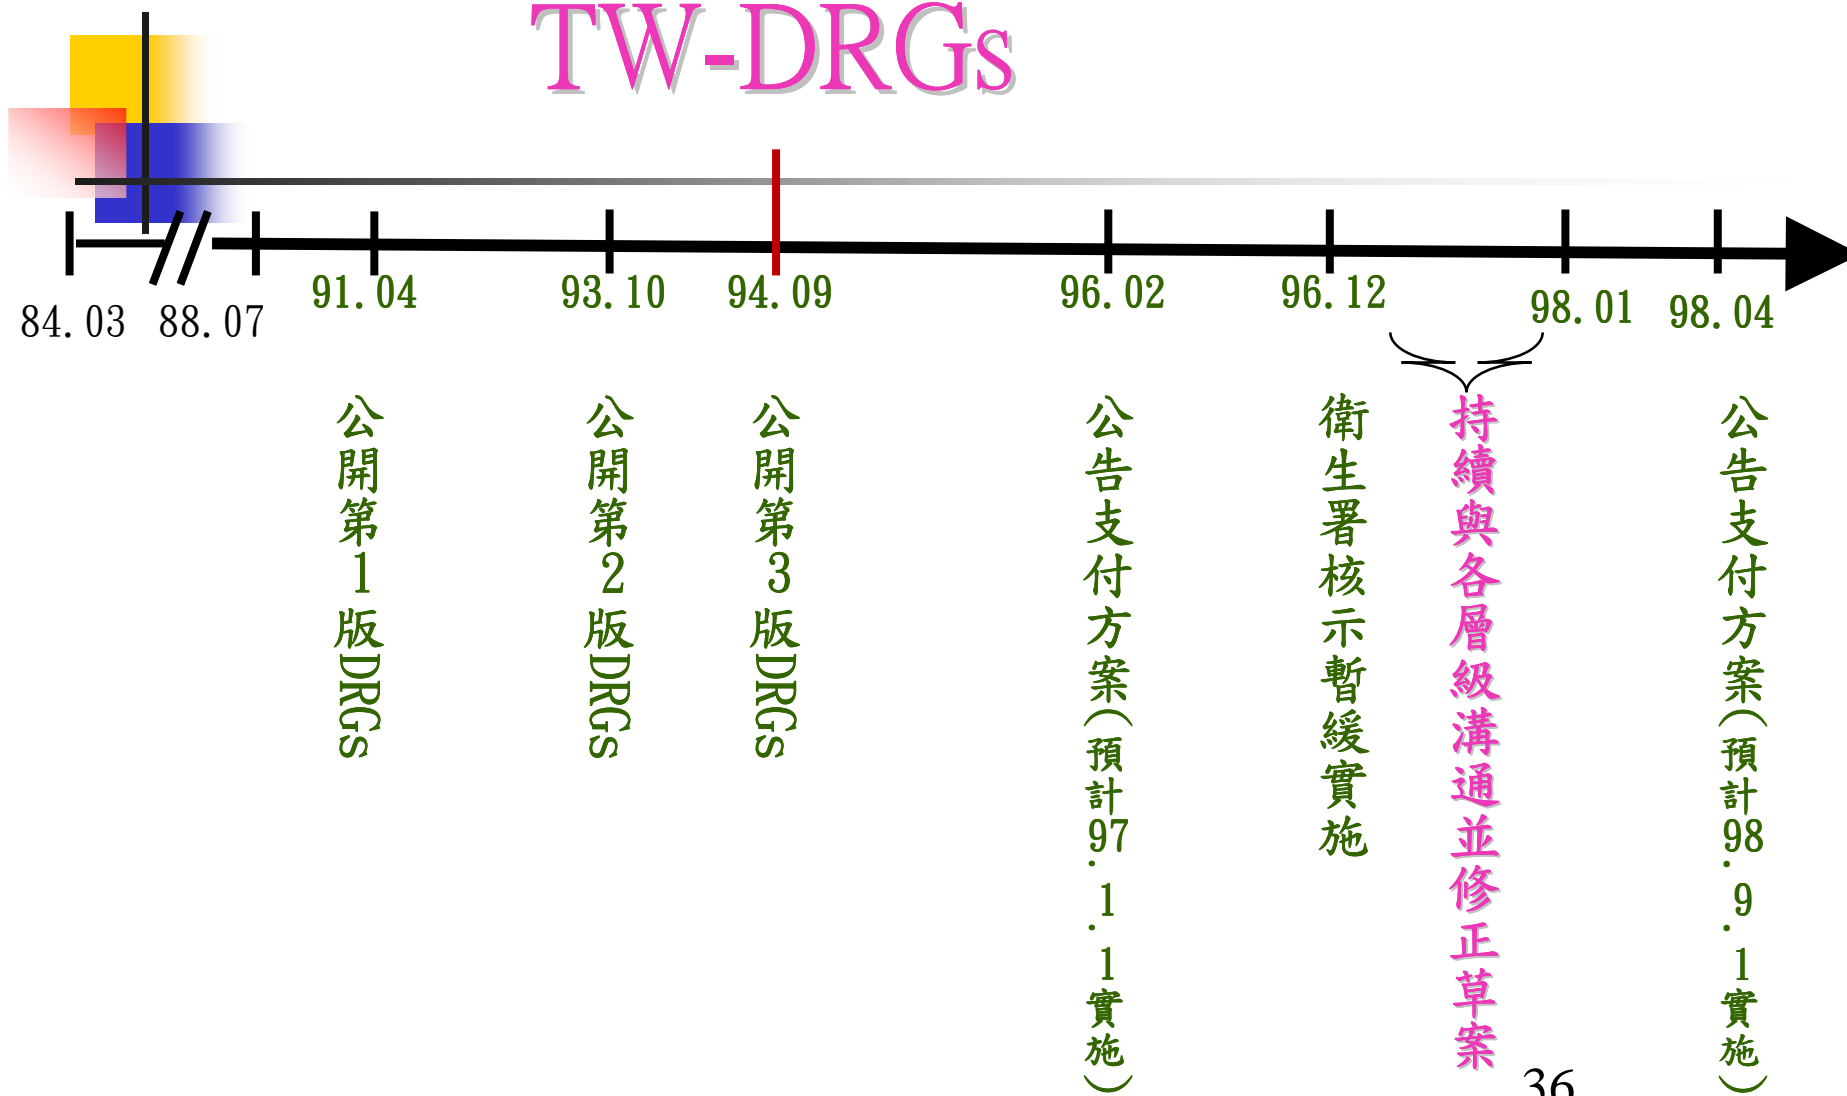 TW-DRGs
84.03
88.07
91.04
93.10
94.09
96.02
96.12
98.01
98.04
公開第1版DRGs
公開第2版DRGs
公開第3版DRGs
公告支付方案(預計97.1.1實施)
衛生署核示暫緩實施
持續與各層級溝通並修正草案
公告支付方案(預計98.9.1實施)
36